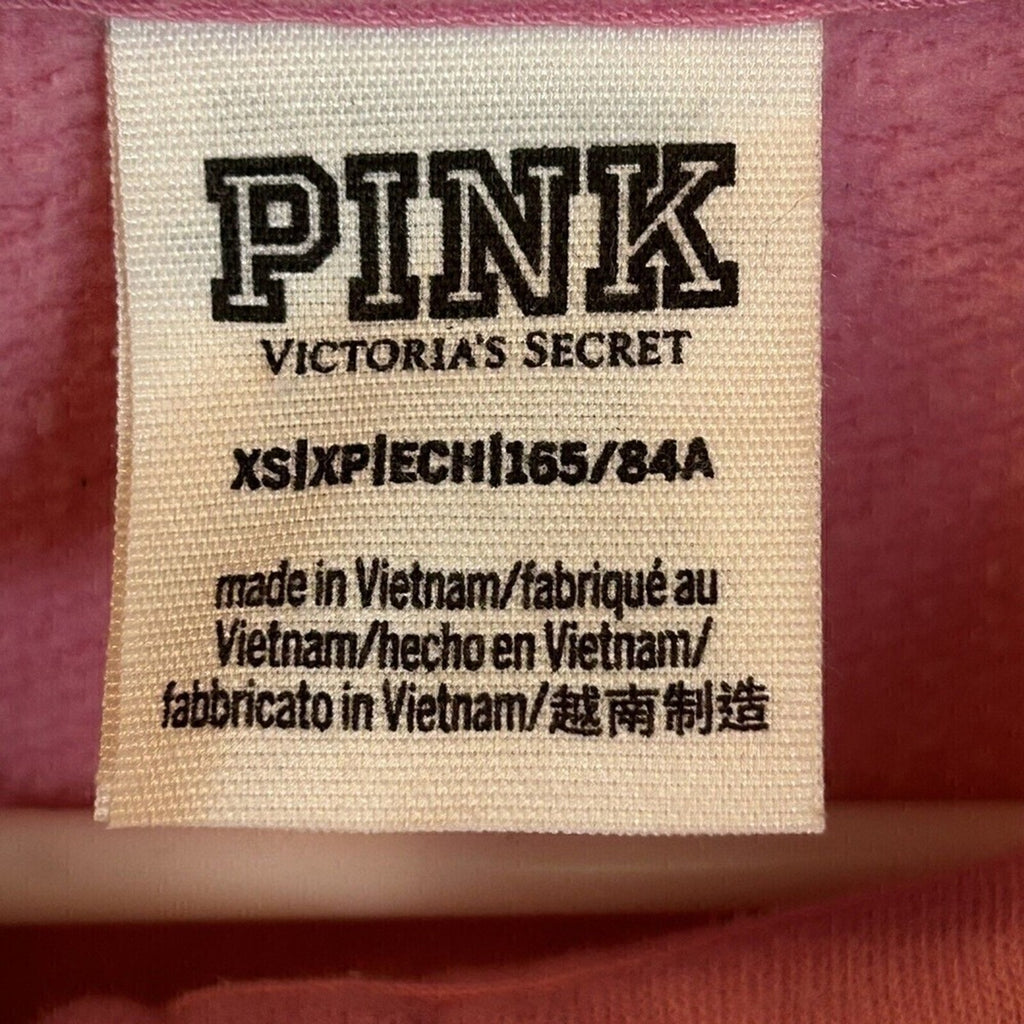 PINK
VICTORIA'S SECRET
XS|XP|ECH|165/84A
made in Vietnam/fabriqué au
Vietnam/hecho en Vietnam/
fabbricato in Vietnam/越南制造